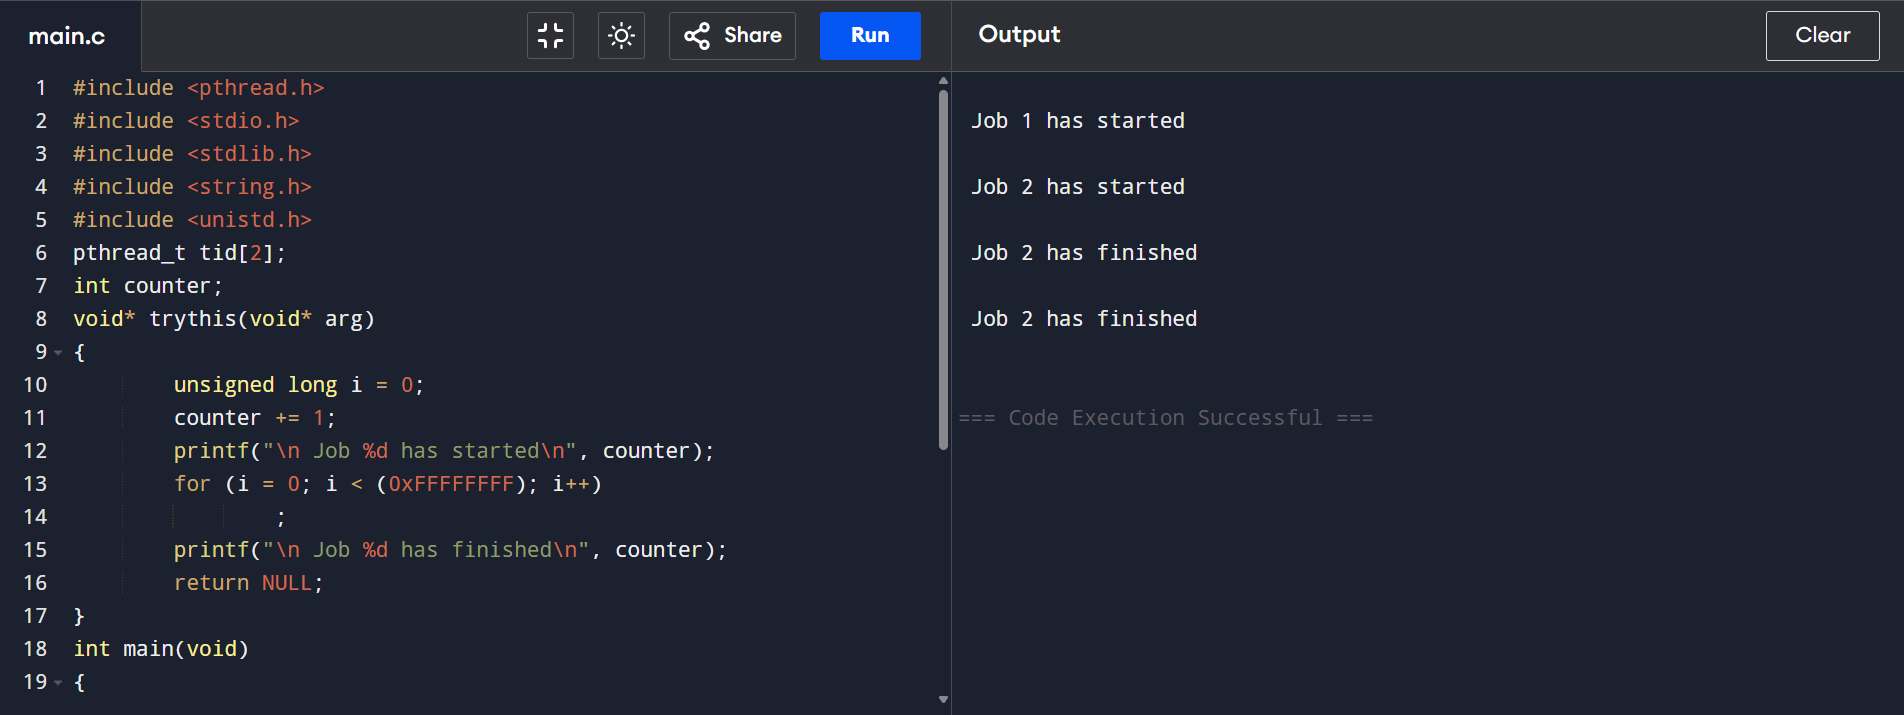 main.c
Share
Run
1 #include <pthread.h>
2 #include <stdio.h>
3 #include <stdlib.h>
4 #include <string.h>
5 #include <unistd.h>
6 pthread_t tid[2];
7 int counter;
8 void* trythis(void* arg)
9 {
10 unsigned long i = 0;
11 counter += 1;
12 printf("\n Job %d has started\n", counter);
13 for (i = 0; i < (0xFFFFFFFF); i++)
14 ;
15 printf("\n Job %d has finished\n", counter);
16 return NULL;
17 }
18 int main(void)
19 {
Output
Clear
Job 1 has started
Job 2 has started
Job 2 has finished
Job 2 has finished
=== Code Execution Successful ===